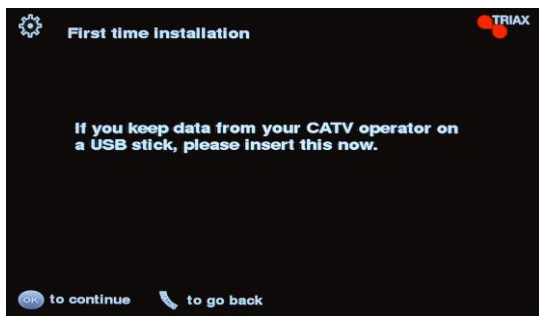 First time installation
TRIAX
If you keep data from your CATV operator on
a USB stick, please insert this now.
OK to continue to go back